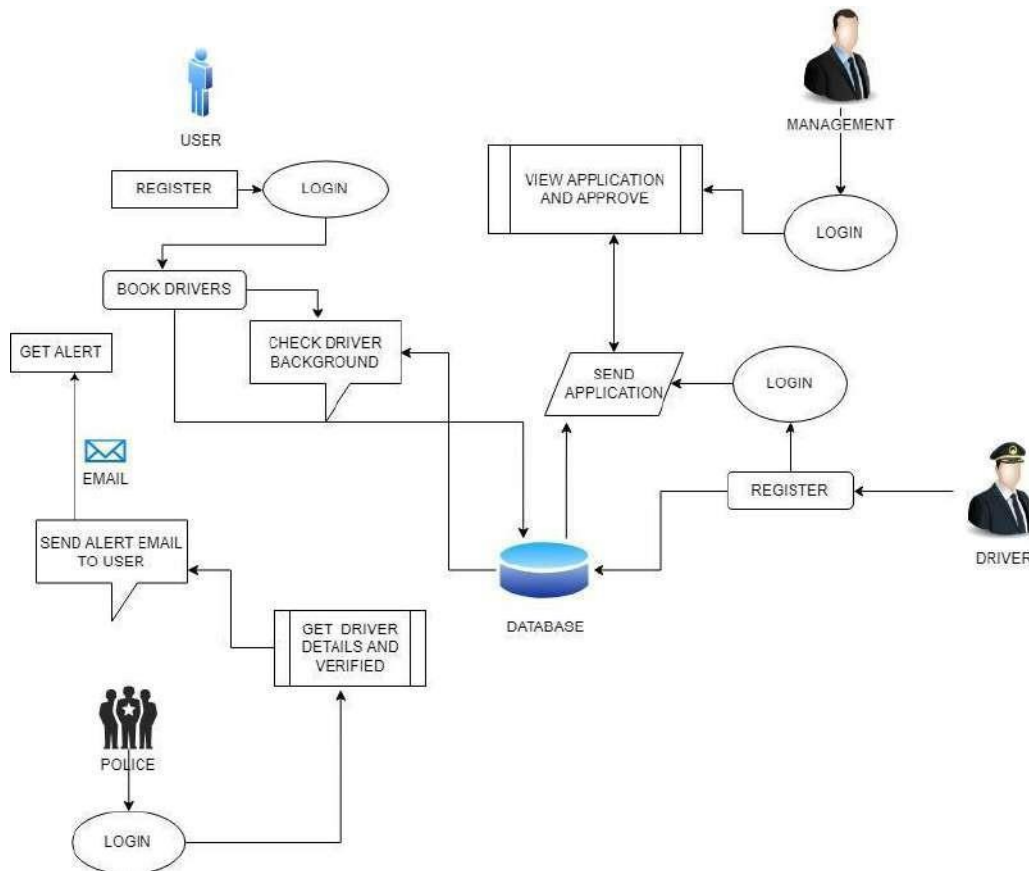 MANAGEMENT
USER
REGISTER
LOGIN
VIEW APPLICATION
AND APPROVE
LOGIN
BOOK DRIVERS
GET ALERT
CHECK DRIVER
BACKGROUND
SEND
APPLICATION
LOGIN
EMAIL
REGISTER
SEND ALERT EMAIL
TO USER
DRIVER
DATABASE
GET DRIVER
DETAILS AND
VERIFIED
POLICE
LOGIN